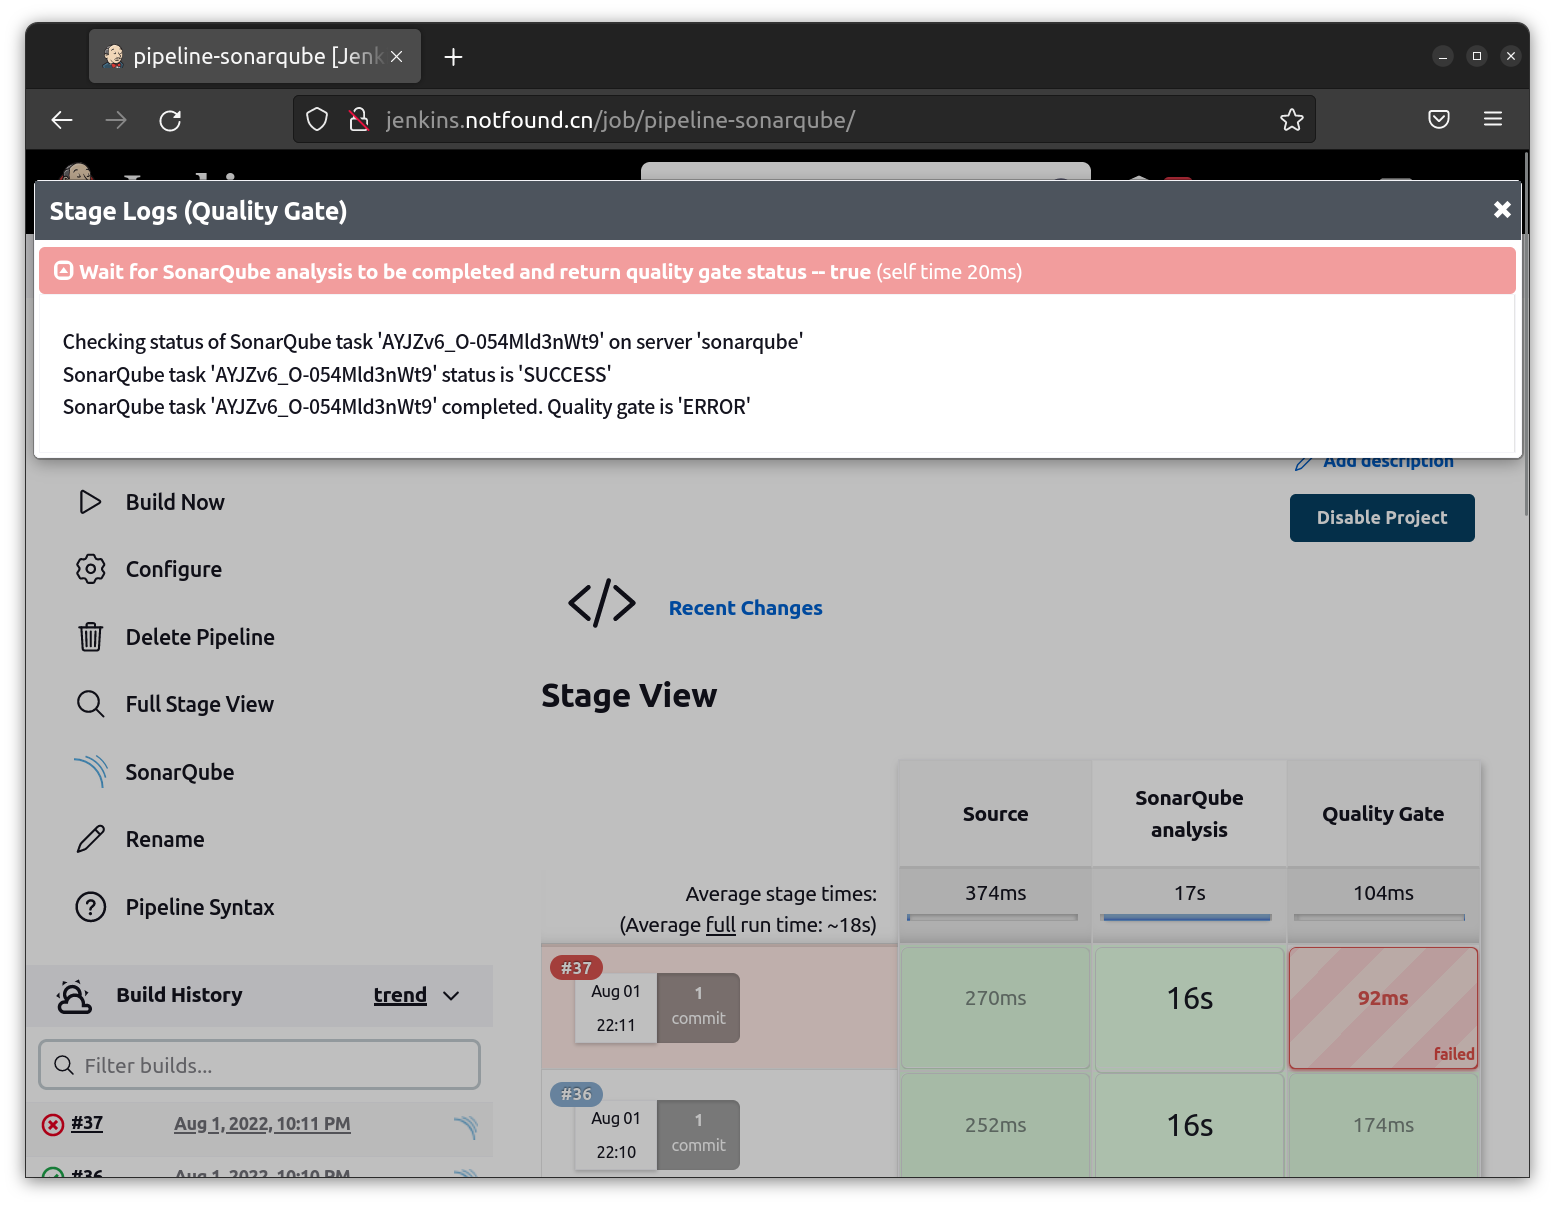 pipeline-sonarqube [Jenk
jenkins.notfound.cn/job/pipeline-sonarqube/
Stage Logs (Quality Gate)
Wait for SonarQube analysis to be completed and return quality gate status -- true (self time 20ms)
Checking status of SonarQube task 'AYJZv6_O-054Mld3nWt9' on server 'sonarqube'
SonarQube task 'AYJZv6_O-054Mld3nWt9' status is 'SUCCESS'
SonarQube task 'AYJZv6_O-054Mld3nWt9' completed. Quality gate is 'ERROR'
Add description
Disable Project
Build Now
Configure
Delete Pipeline
Full Stage View
SonarQube
Rename
Pipeline Syntax
Build History trend
Filter builds...
#37 Aug 1, 2022, 10:11 PM
#36 Aug 1, 2022, 10:10 PM
Recent Changes
Stage View
Source
SonarQube
analysis
Quality Gate
Average stage times:
(Average full run time: ~18s)
374ms
17s
104ms
#37
Aug 01
22:11
1
commit
270ms
16s
92ms
failed
#36
Aug 01
22:10
1
commit
252ms
16s
174ms